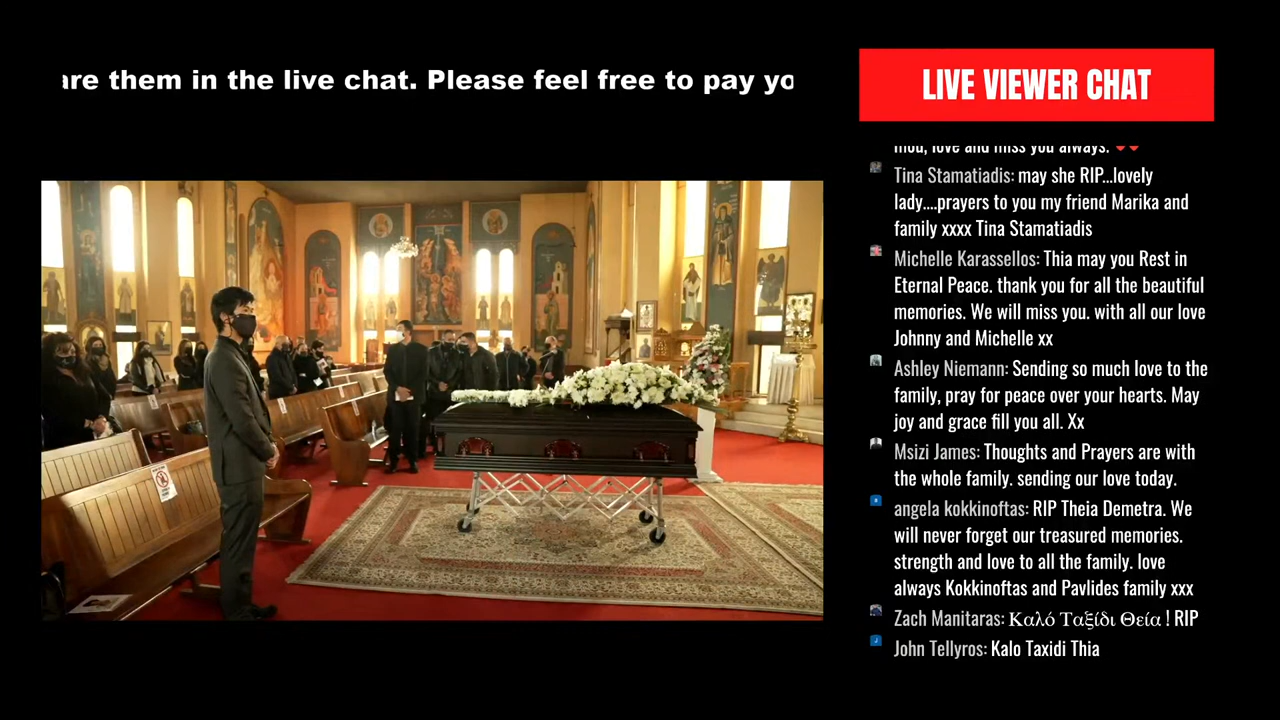 are them in the live chat. Please feel free to pay yo
LIVE VIEWER CHAT
mou, love and miss you always.
Tina Stamatiadis: may she RIP...lovely
lady....prayers to you my friend Marika and
family xxxx Tina Stamatiadis
Michelle Karassellos: Thia may you Rest in
Eternal Peace. thank you for all the beautiful
memories. We will miss you. with all our love
Johnny and Michelle xx
Ashley Niemann: Sending so much love to the
family, pray for peace over your hearts. May
joy and grace fill you all. Xx
Msizi James: Thoughts and Prayers are with
the whole family. sending our love today.
angela kokkinoftas: RIP Theia Demetra. We
will never forget our treasured memories.
strength and love to all the family. love
always Kokkinoftas and Pavlides family xxx
Zach Manitaras: Καλό Ταξίδι Θεία ! RIP
John Tellyros: Kalo Taxidi Thia